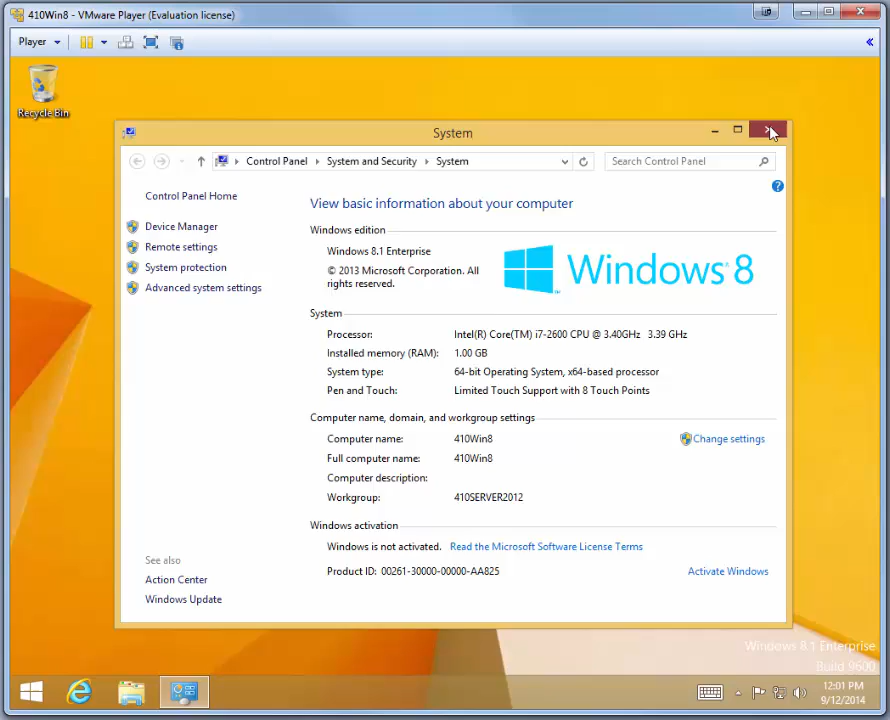 410Win8 - VMware Player (Evaluation license)
Player
Recycle Bin
System
Control Panel System and Security System
Search Control Panel
Control Panel Home
Device Manager
Remote settings
System protection
Advanced system settings
View basic information about your computer
Windows edition
Windows 8.1 Enterprise
© 2013 Microsoft Corporation. All
rights reserved.
Windows 8
System
Processor: Intel(R) Core(TM) i7-2600 CPU @ 3.40GHz 3.39 GHz
Installed memory (RAM): 1.00 GB
System type: 64-bit Operating System, x64-based processor
Pen and Touch: Limited Touch Support with 8 Touch Points
Computer name, domain, and workgroup settings
Computer name: 410Win8
Change settings
Full computer name: 410Win8
Computer description:
Workgroup: 410SERVER2012
Windows activation
Windows is not activated. Read the Microsoft Software License Terms
Product ID: 00261-30000-00000-AA825
Activate Windows
See also
Action Center
Windows Update
Windows 8.1 Enterprise
Build 9600
12:01 PM
9/12/2014